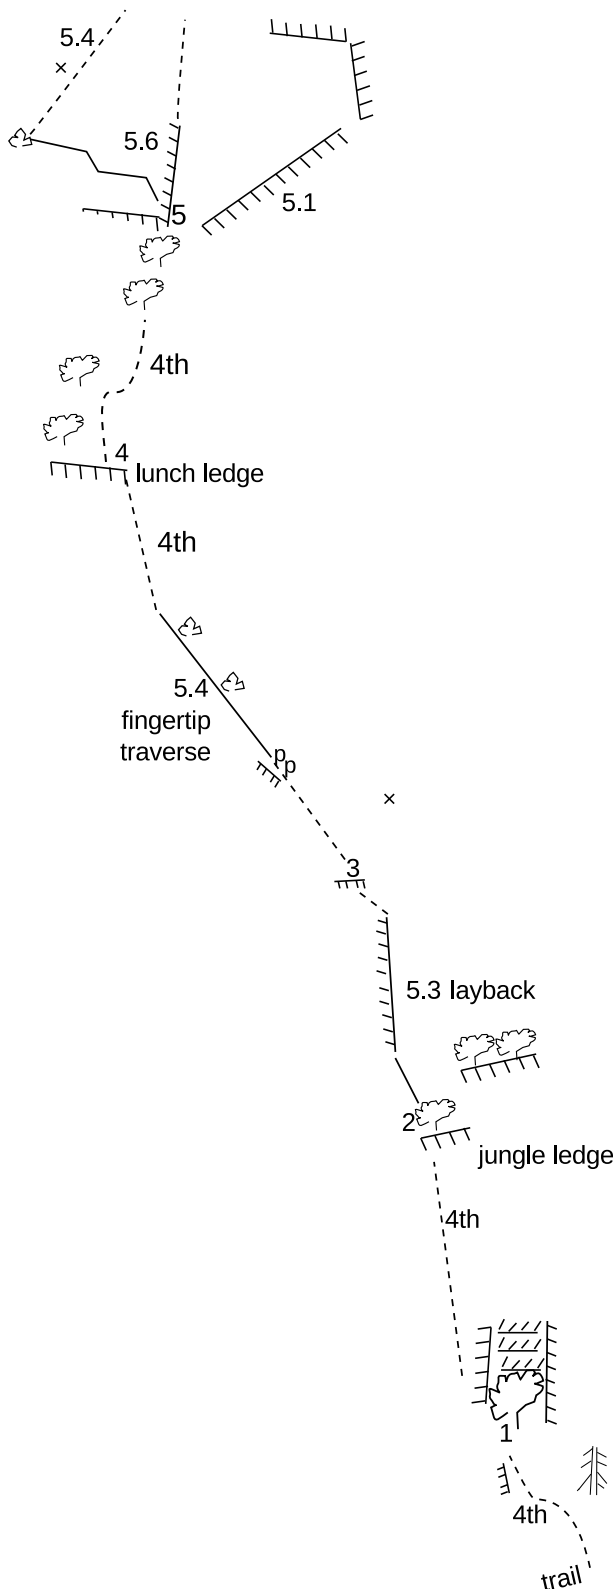 5.4
5.6
5.1
5
4th
4
lunch ledge
4th
5.4
fingertip
traverse
p
p
3
5.3 layback
2
jungle ledge
4th
1
4th
trail